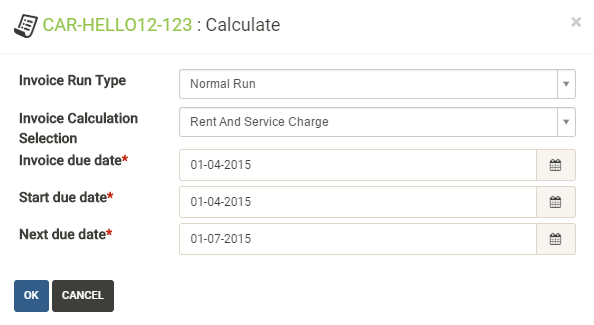 CAR-HELLO12-123 : Calculate ×
Invoice Run Type Normal Run
Invoice Calculation Selection Rent And Service Charge
Invoice due date* 01-04-2015
Start due date* 01-04-2015
Next due date* 01-07-2015
OK CANCEL